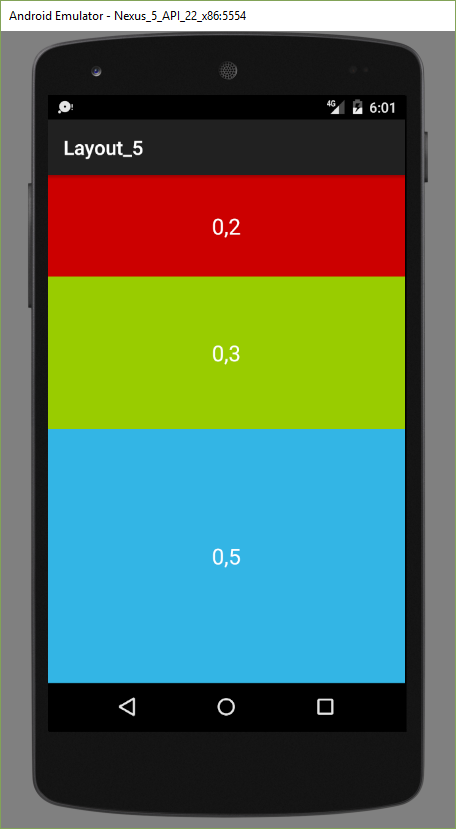 Android Emulator - Nexus_5_API_22_x86:5554
4G 6:01
Layout_5
0,2
0,3
0,5